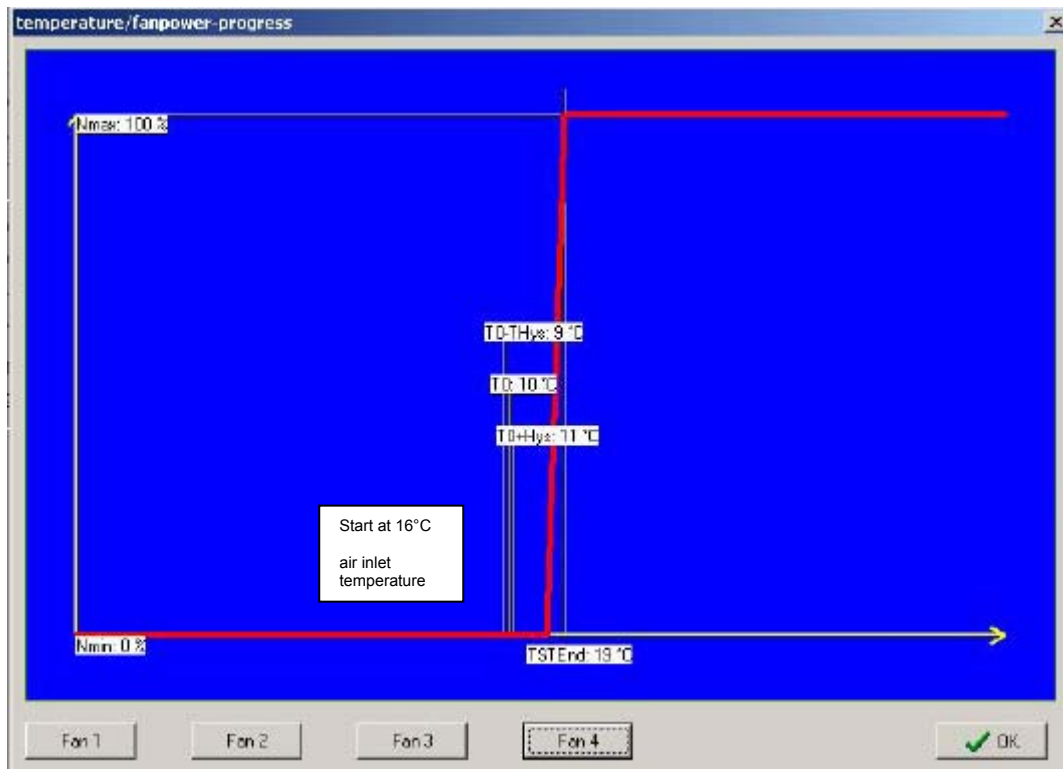 temperature/fanpower-progress
Nmax: 100 %
T0-THys: 9 °C
T0: 10 °C
T0+Hys: 11 °C
Start at 16°C
air inlet
temperature
Nmin: 0 %
TSTEnd: 19 °C
Fan 1
Fan 2
Fan 3
Fan 4
OK